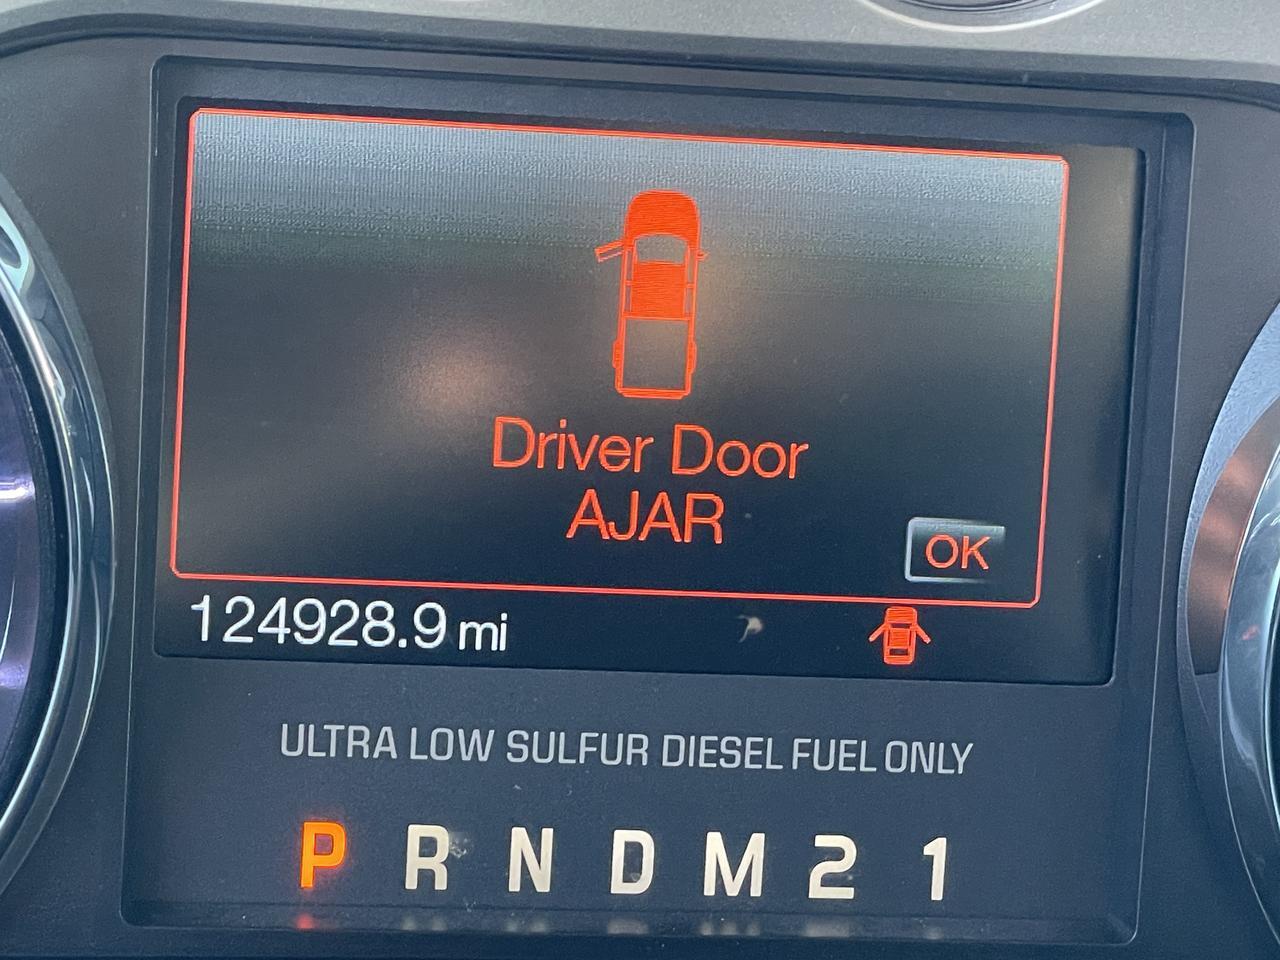 Driver Door
AJAR
OK
124928.9 mi
ULTRA LOW SULFUR DIESEL FUEL ONLY
P R N D M 2 1